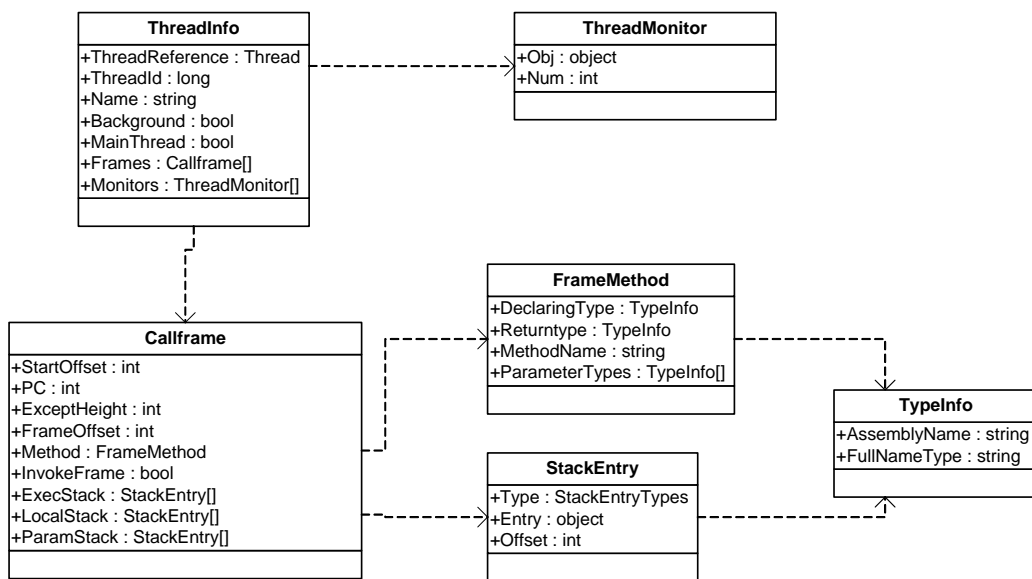 ThreadInfo
+ThreadReference : Thread
+ThreadId : long
+Name : string
+Background : bool
+MainThread : bool
+Frames : Callframe[]
+Monitors : ThreadMonitor[]
ThreadMonitor
+Obj : object
+Num : int
Callframe
+StartOffset : int
+PC : int
+ExceptHeight : int
+FrameOffset : int
+Method : FrameMethod
+InvokeFrame : bool
+ExecStack : StackEntry[]
+LocalStack : StackEntry[]
+ParamStack : StackEntry[]
FrameMethod
+DeclaringType : TypeInfo
+Returntype : TypeInfo
+MethodName : string
+ParameterTypes : TypeInfo[]
StackEntry
+Type : StackEntryTypes
+Entry : object
+Offset : int
TypeInfo
+AssemblyName : string
+FullNameType : string